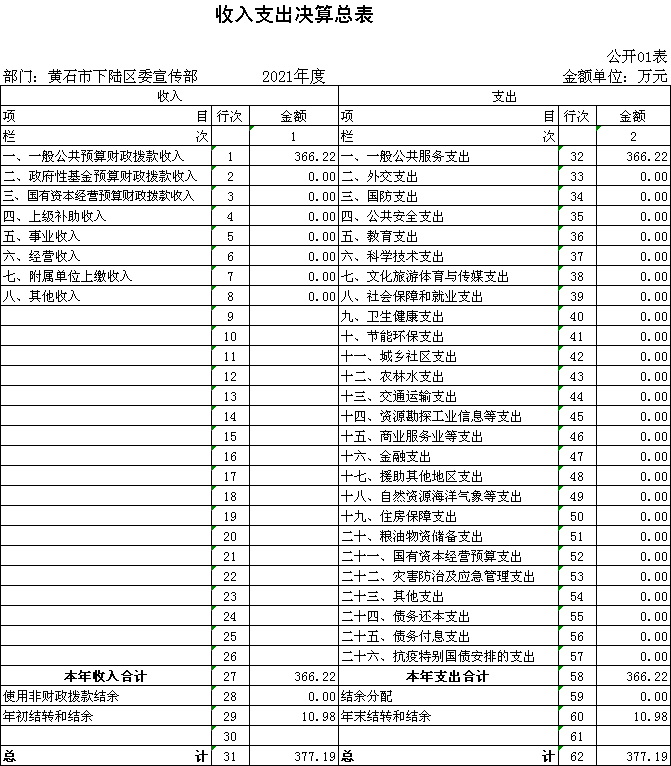 收入支出决算总表
公开01表
部门：黄石市下陆区委宣传部 2021年度 金额单位：万元
收入 支出
项 目 行次 金额 项 目 行次 金额
栏 次 1 栏 次 2
一、一般公共预算财政拨款收入 1 366.22 一、一般公共服务支出 32 366.22
二、政府性基金预算财政拨款收入 2 0.00 二、外交支出 33 0.00
三、国有资本经营预算财政拨款收入 3 0.00 三、国防支出 34 0.00
四、上级补助收入 4 0.00 四、公共安全支出 35 0.00
五、事业收入 5 0.00 五、教育支出 36 0.00
六、经营收入 6 0.00 六、科学技术支出 37 0.00
七、附属单位上缴收入 7 0.00 七、文化旅游体育与传媒支出 38 0.00
八、其他收入 8 0.00 八、社会保障和就业支出 39 0.00
9 九、卫生健康支出 40 0.00
10 十、节能环保支出 41 0.00
11 十一、城乡社区支出 42 0.00
12 十二、农林水支出 43 0.00
13 十三、交通运输支出 44 0.00
14 十四、资源勘探工业信息等支出 45 0.00
15 十五、商业服务业等支出 46 0.00
16 十六、金融支出 47 0.00
17 十七、援助其他地区支出 48 0.00
18 十八、自然资源海洋气象等支出 49 0.00
19 十九、住房保障支出 50 0.00
20 二十、粮油物资储备支出 51 0.00
21 二十一、国有资本经营预算支出 52 0.00
22 二十二、灾害防治及应急管理支出 53 0.00
23 二十三、其他支出 54 0.00
24 二十四、债务还本支出 55 0.00
25 二十五、债务付息支出 56 0.00
26 二十六、抗疫特别国债安排的支出 57 0.00
本年收入合计 27 366.22 本年支出合计 58 366.22
使用非财政拨款结余 28 0.00 结余分配 59 0.00
年初结转和结余 29 10.98 年末结转和结余 60 10.98
30 61
总 计 31 377.19 总 计 62 377.19